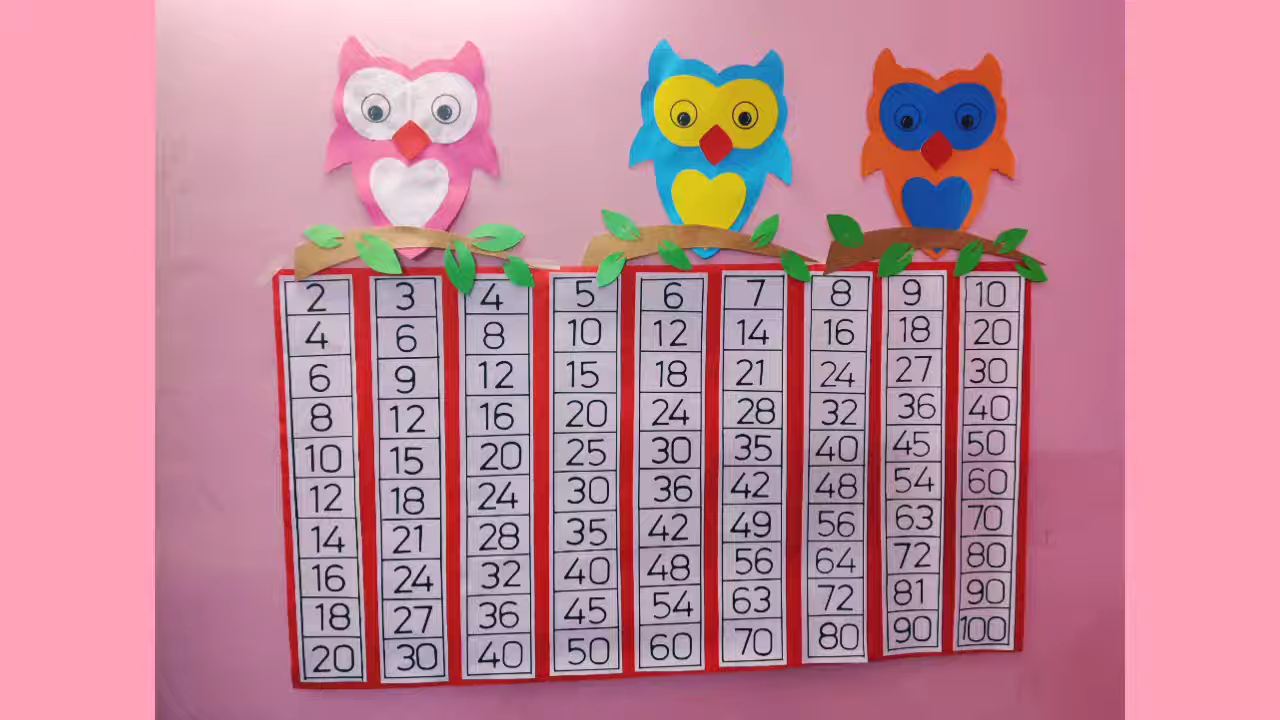 2 3 4 5 6 7 8 9 10
4 6 8 10 12 14 16 18 20
6 9 12 15 18 21 24 27 30
8 12 16 20 24 28 32 36 40
10 15 20 25 30 35 40 45 50
12 18 24 30 36 42 48 54 60
14 21 28 35 42 49 56 63 70
16 24 32 40 48 56 64 72 80
18 27 36 45 54 63 72 81 90
20 30 40 50 60 70 80 90 100